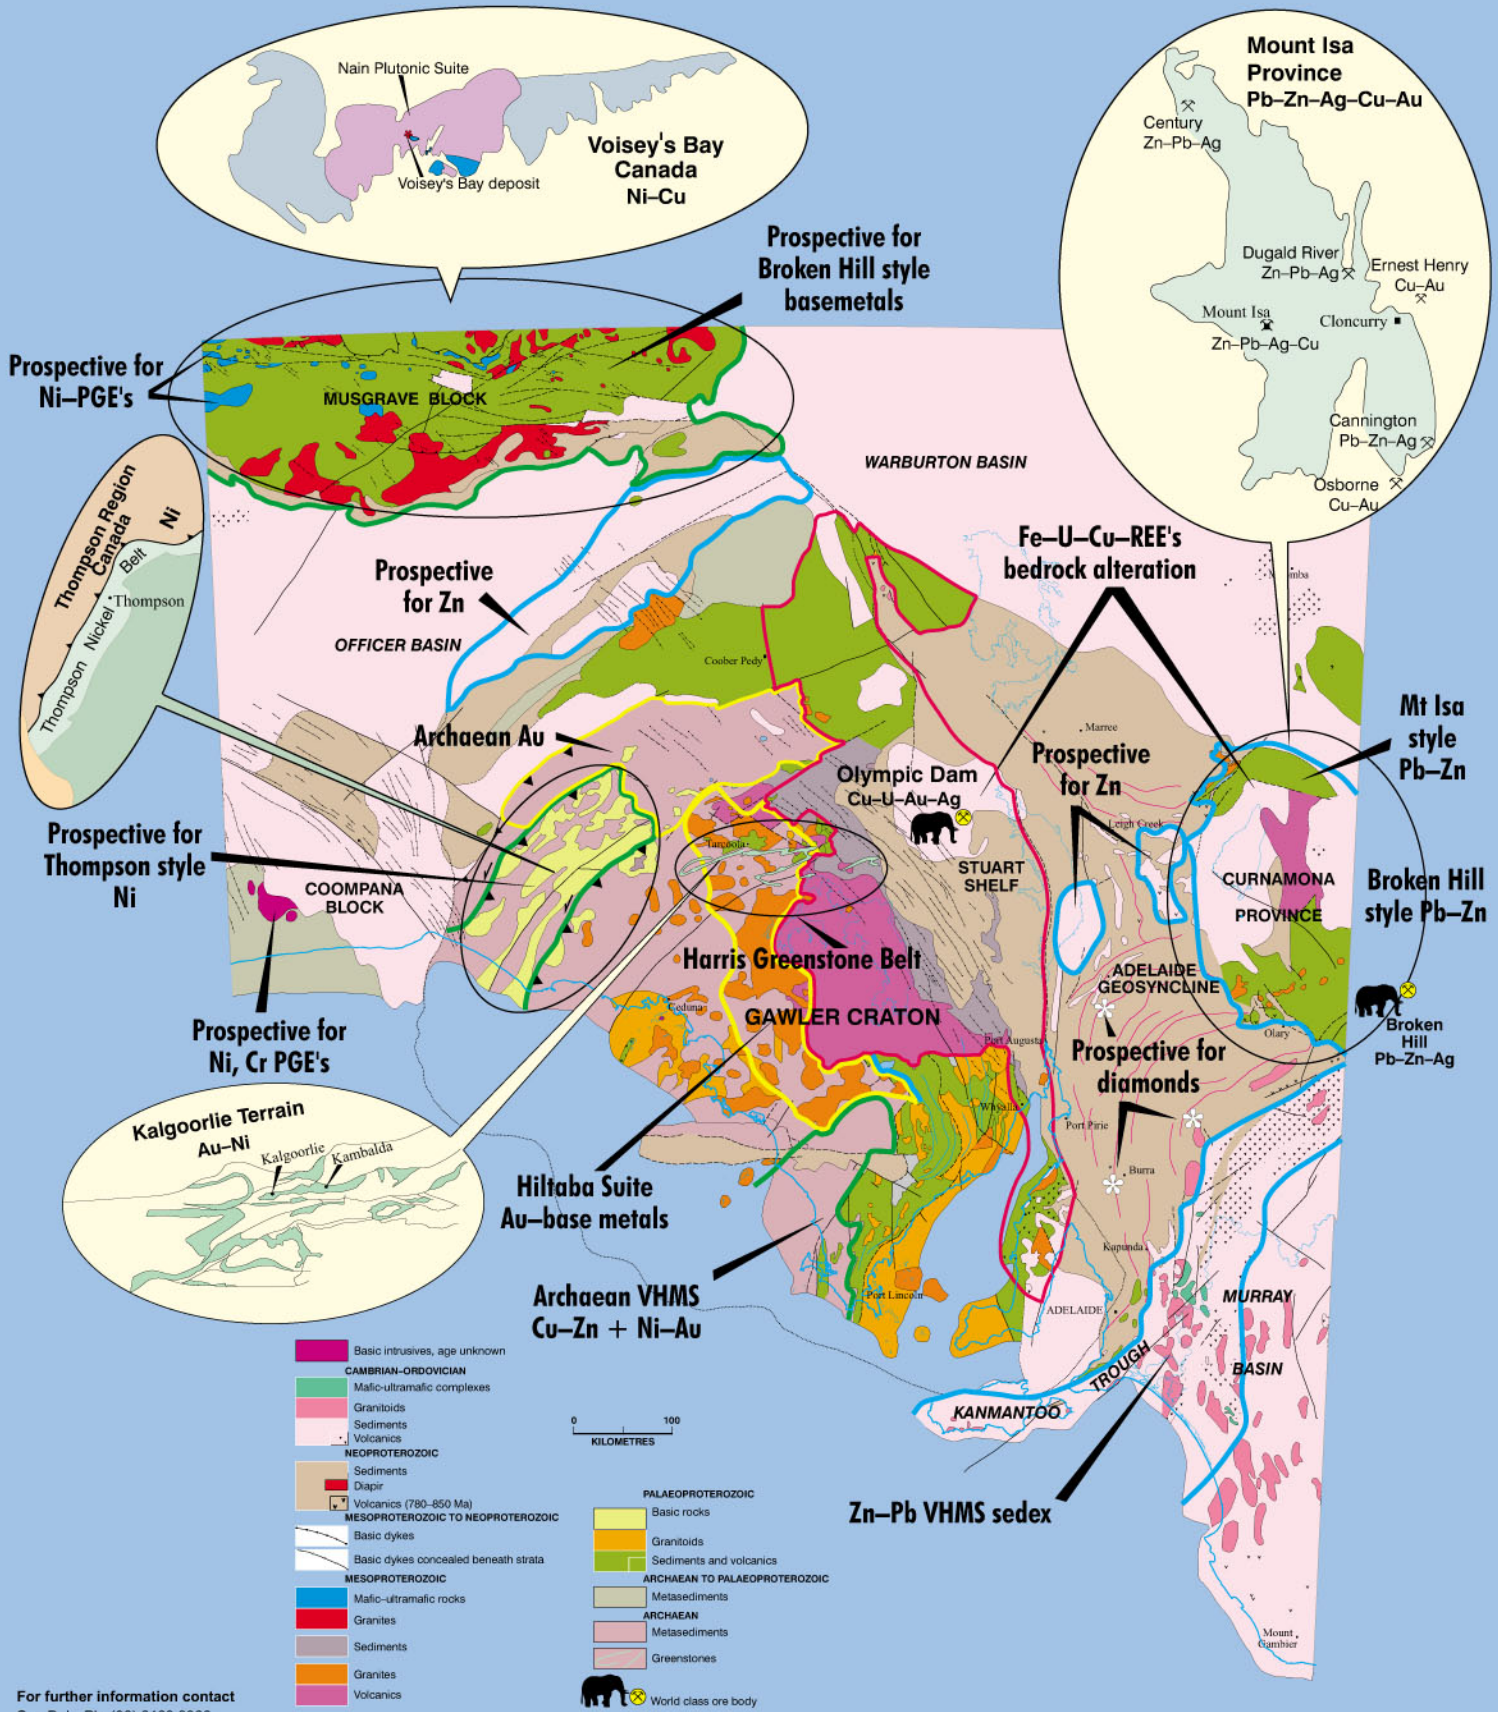 Nain Plutonic Suite
Voisey's Bay deposit
Voisey's Bay
Canada
Ni–Cu
Mount Isa
Province
Pb–Zn–Ag–Cu–Au
Century
Zn–Pb–Ag
Dugald River
Zn–Pb–Ag
Ernest Henry
Cu–Au
Mount Isa
Zn–Pb–Ag–Cu
Cloncurry
Cannington
Pb–Zn–Ag
Osborne
Cu–Au
Prospective for
Broken Hill style
basemetals
Prospective for
Ni–PGE's
MUSGRAVE BLOCK
WARBURTON BASIN
Thompson Region
Canada
Ni
Belt
Thompson
Thompson Nickel
Prospective
for Zn
OFFICER BASIN
Fe–U–Cu–REE's
bedrock alteration
Coober Pedy
Archaean Au
Marree
Mt Isa
style
Pb–Zn
Prospective
for Zn
Olympic Dam
Cu–U–Au–Ag
Leigh Creek
Prospective for
Thompson style
Ni
Tarcoola
STUART
SHELF
COOMPANA
BLOCK
CURNAMONA
PROVINCE
Broken Hill
style Pb–Zn
Harris Greenstone Belt
ADELAIDE
GEOSYNCLINE
Ceduna
GAWLER CRATON
Port Augusta
Olary
Broken
Hill
Pb–Zn–Ag
Prospective for
Ni, Cr PGE's
Prospective for
diamonds
Whyalla
Port Pirie
Burra
Kalgoorlie Terrain
Au–Ni
Kalgoorlie
Kambalda
Hiltaba Suite
Au–base metals
Kapunda
Archaean VHMS
Cu–Zn + Ni–Au
Port Lincoln
ADELAIDE
MURRAY
BASIN
TROUGH
KANMANTOO
Zn–Pb VHMS sedex
Mount
Gambier
Basic intrusives, age unknown
CAMBRIAN–ORDOVICIAN
Mafic-ultramafic complexes
Granitoids
Sediments
Volcanics
NEOPROTEROZOIC
Sediments
Diapir
Volcanics (780–850 Ma)
MESOPROTEROZOIC TO NEOPROTEROZOIC
Basic dykes
Basic dykes concealed beneath strata
MESOPROTEROZOIC
Mafic–ultramafic rocks
Granites
Sediments
Granites
Volcanics
0 100
KILOMETRES
PALAEOPROTEROZOIC
Basic rocks
Granitoids
Sediments and volcanics
ARCHAEAN TO PALAEOPROTEROZOIC
Metasediments
ARCHAEAN
Metasediments
Greenstones
World class ore body
For further information contact